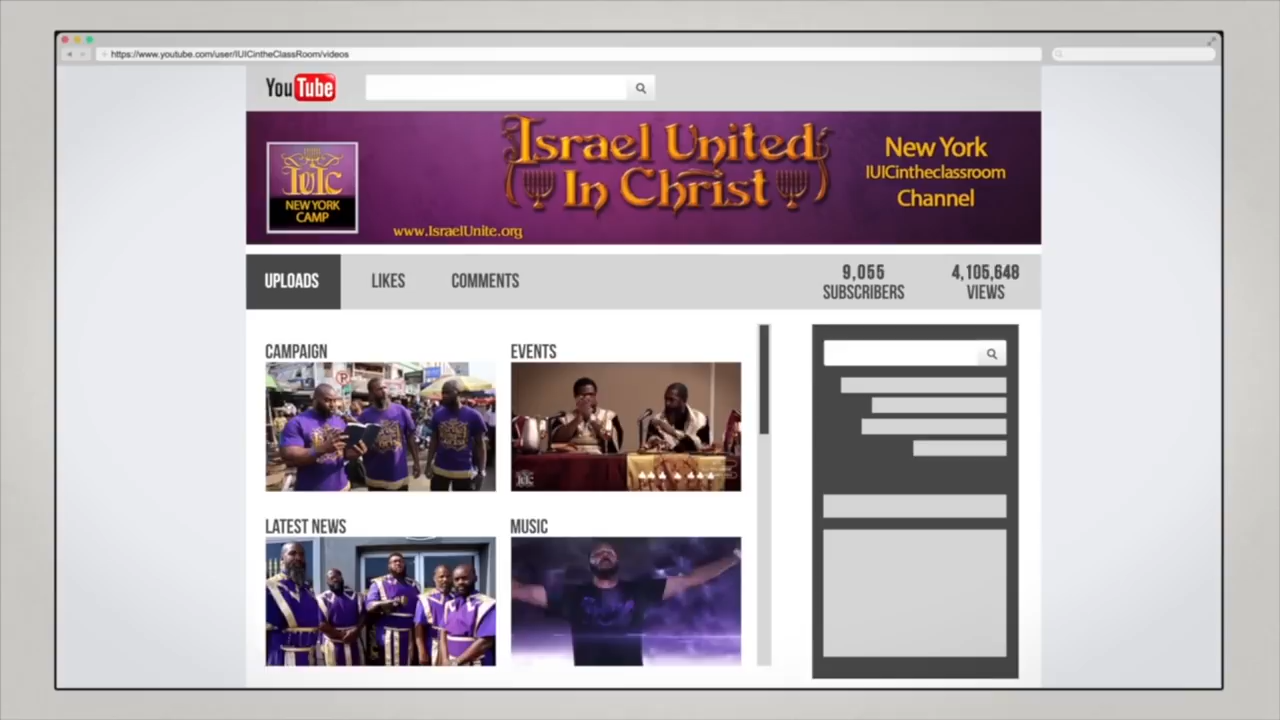 https://www.youtube.com/user/IUICintheClassRoom/videos
YouTube
Israel United
In Christ
New York
IUICintheclassroom
Channel
IUIC
NEW YORK
CAMP
www.IsraelUnite.org
UPLOADS
LIKES
COMMENTS
9,055
SUBSCRIBERS
4,105,648
VIEWS
CAMPAIGN
EVENTS
IUIC
LATEST NEWS
MUSIC